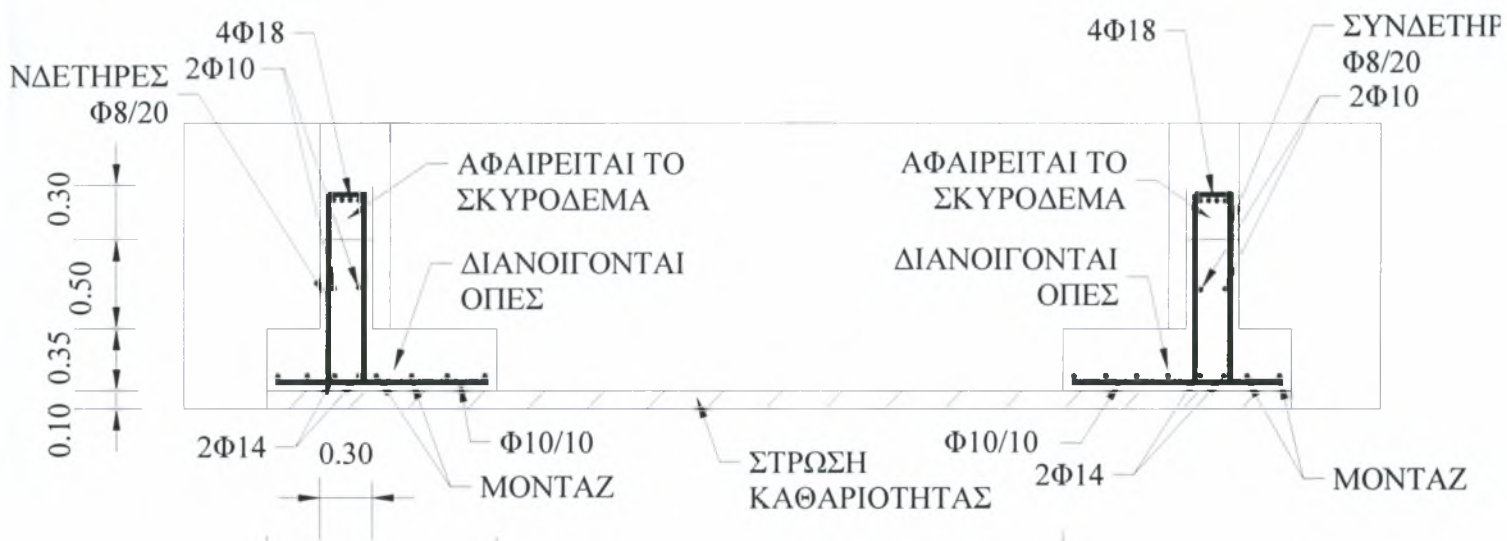 4Φ18
ΝΔΕΤΗΡΕΣ
2Φ10
Φ8/20
ΑΦΑΙΡΕΙΤΑΙ ΤΟ
ΣΚΥΡΟΔΕΜΑ
ΔΙΑΝΟΙΓΟΝΤΑΙ
ΟΠΕΣ
0.30
0.50
0.35
0.10
2Φ14
0.30
Φ10/10
ΜΟΝΤΑΖ
ΣΤΡΩΣΗ
ΚΑΘΑΡΙΟΤΗΤΑΣ
4Φ18
ΣΥΝΔΕΤΗΡ
Φ8/20
2Φ10
ΑΦΑΙΡΕΙΤΑΙ ΤΟ
ΣΚΥΡΟΔΕΜΑ
ΔΙΑΝΟΙΓΟΝΤΑΙ
ΟΠΕΣ
Φ10/10
2Φ14
ΜΟΝΤΑΖ